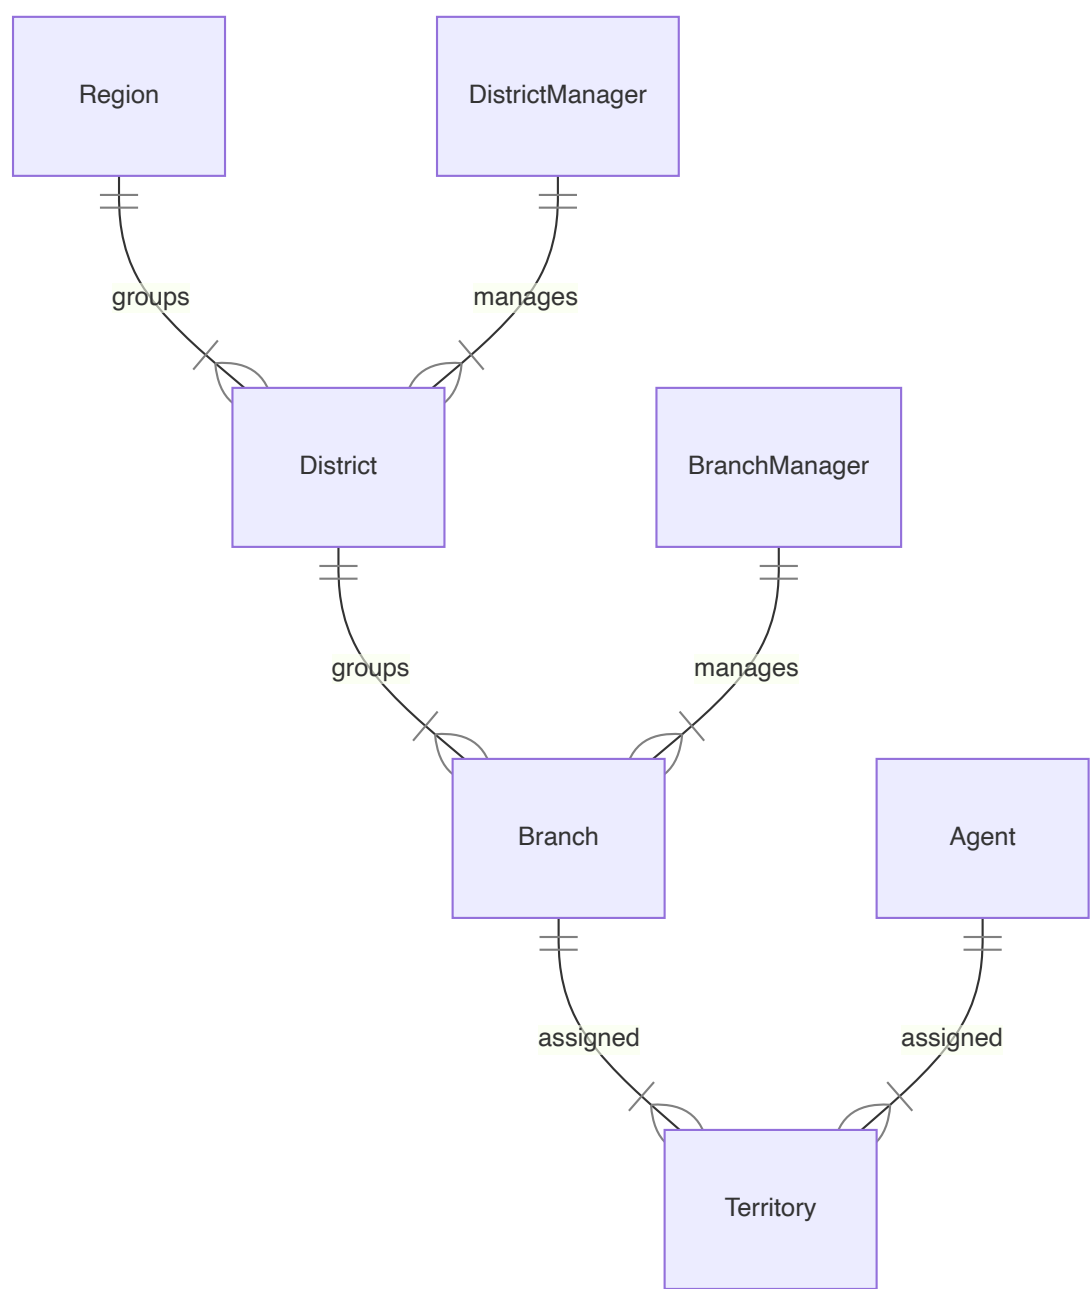 Region
DistrictManager
groups
manages
District
BranchManager
groups
manages
Branch
Agent
assigned
assigned
Territory